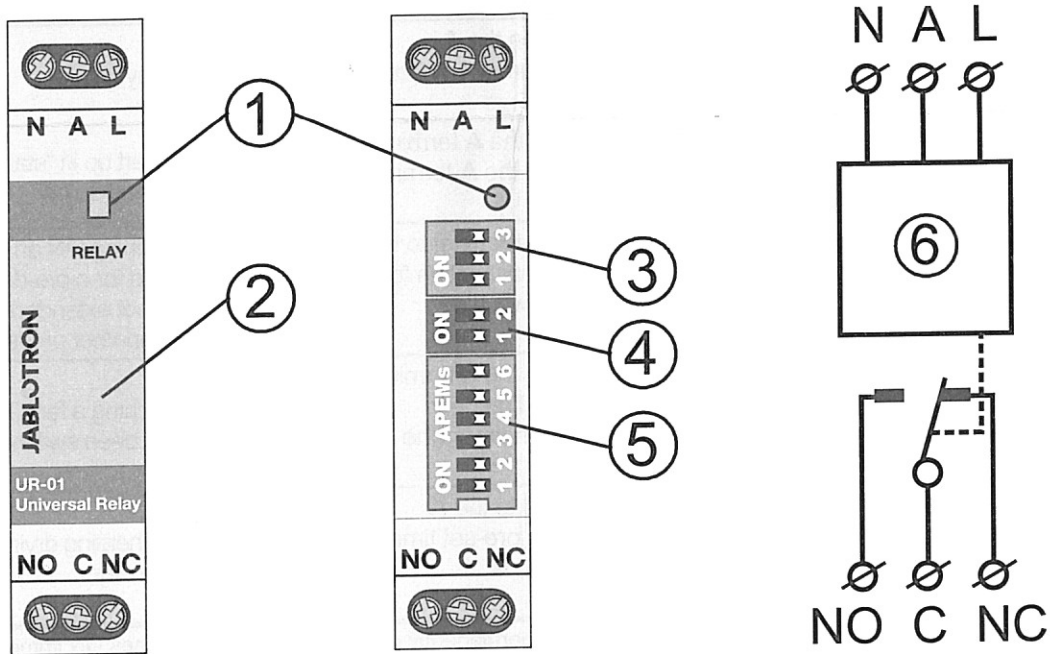 N A L
RELAY
JABLOTRON
UR-01
Universal Relay
NO C NC
1
2
N A L
ON
1 2 3
ON
1 2
ON APEMs
1 2 3 4 5 6
NO C NC
3
4
5
N A L
6
NO C NC